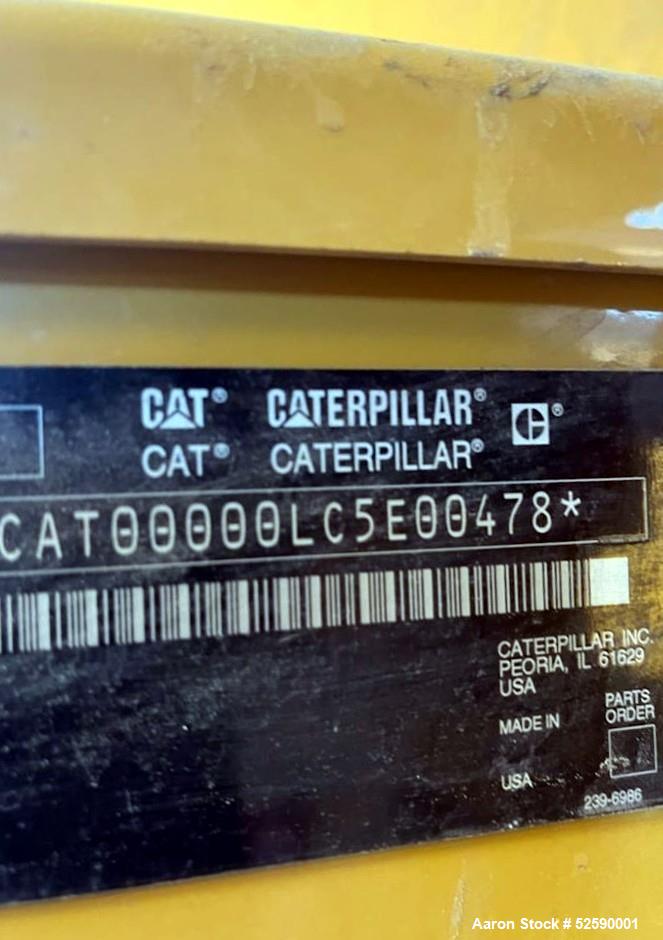 CAT® CATERPILLAR® ®
CAT® CATERPILLAR®
CAT00000LC5E00478*
CATERPILLAR INC.
PEORIA, IL 61629
USA
PARTS
ORDER
MADE IN
USA
239-6986
Aaron Stock # 52590001